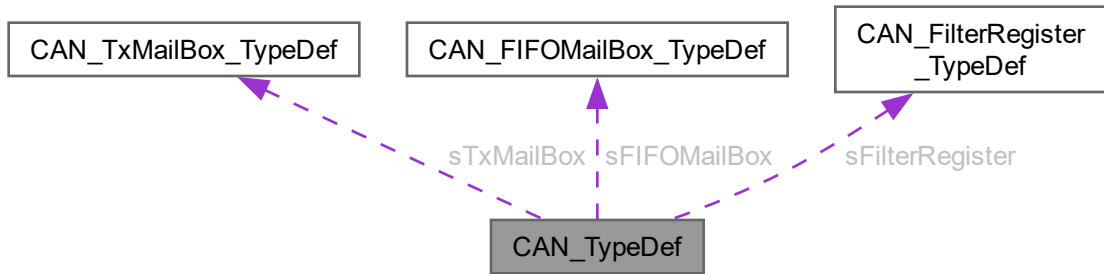 CAN_TxMailBox_TypeDef
CAN_FIFOMailBox_TypeDef
CAN_FilterRegister
_TypeDef
sTxMailBox
sFIFOMailBox
sFilterRegister
CAN_TypeDef